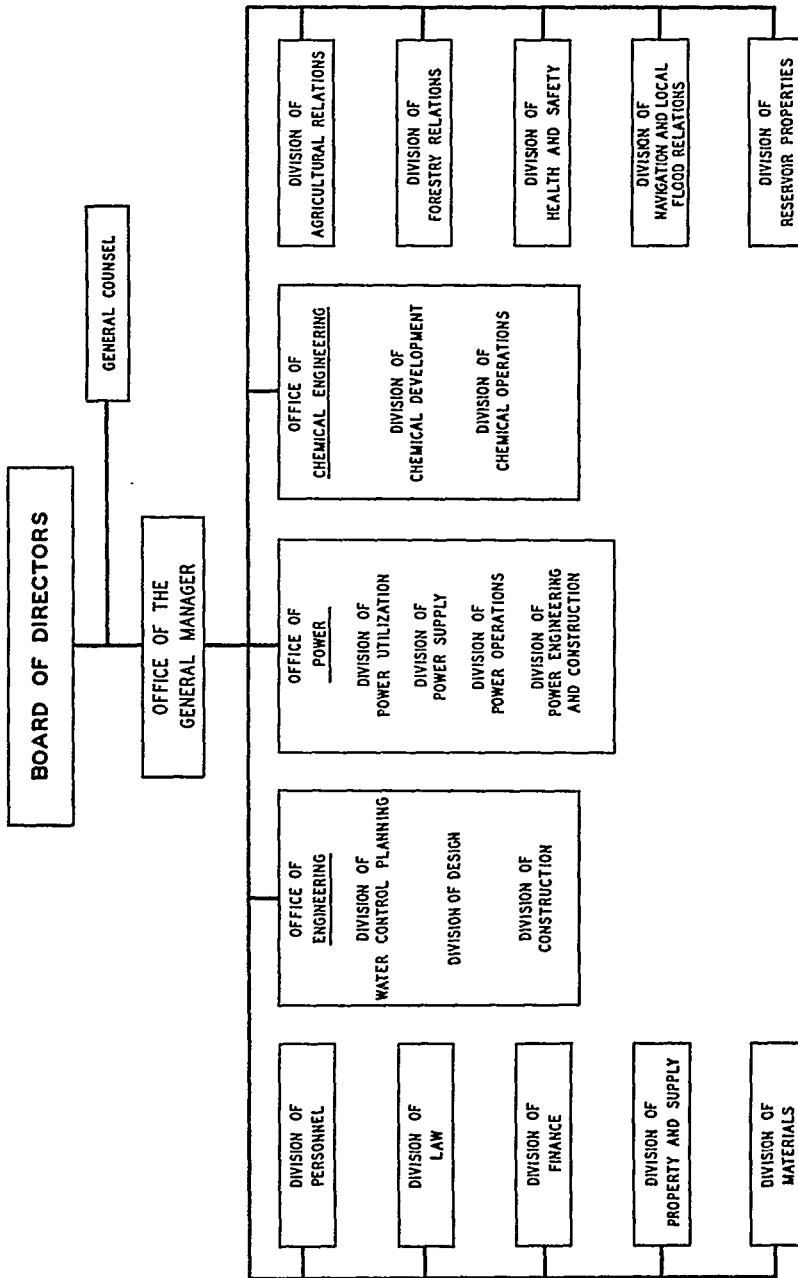 BOARD OF DIRECTORS
GENERAL COUNSEL
OFFICE OF THE
GENERAL MANAGER
DIVISION OF
PERSONNEL
DIVISION OF
LAW
DIVISION OF
FINANCE
DIVISION OF
PROPERTY AND SUPPLY
DIVISION OF
MATERIALS
OFFICE OF
ENGINEERING
DIVISION OF
WATER CONTROL PLANNING
DIVISION OF DESIGN
DIVISION OF
CONSTRUCTION
OFFICE OF
POWER
DIVISION OF
POWER UTILIZATION
DIVISION OF
POWER SUPPLY
DIVISION OF
POWER OPERATIONS
DIVISION OF
POWER ENGINEERING
AND CONSTRUCTION
OFFICE OF
CHEMICAL ENGINEERING
DIVISION OF
CHEMICAL DEVELOPMENT
DIVISION OF
CHEMICAL OPERATIONS
DIVISION OF
AGRICULTURAL RELATIONS
DIVISION OF
FORESTRY RELATIONS
DIVISION OF
HEALTH AND SAFETY
DIVISION OF
NAVIGATION AND LOCAL
FLOOD RELATIONS
DIVISION OF
RESERVOIR PROPERTIES